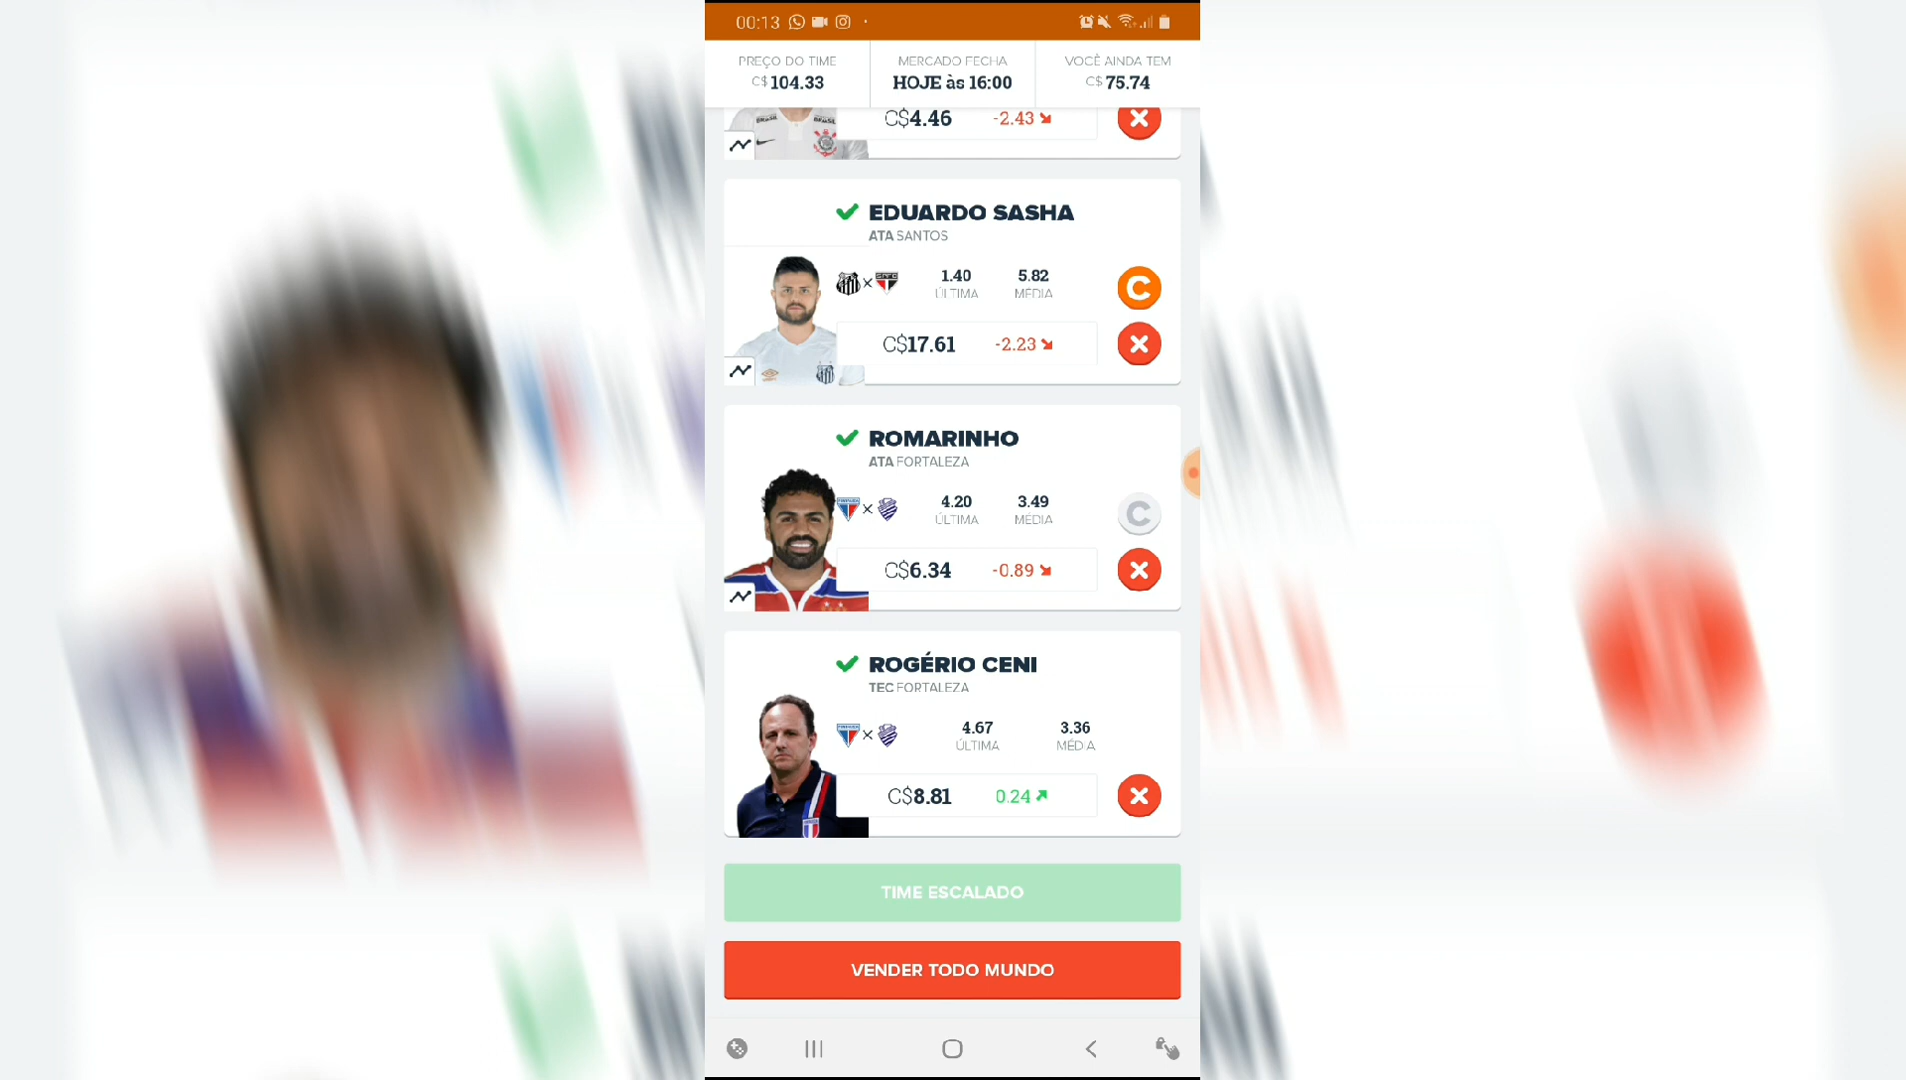 00:13
PREÇO DO TIME
C$ 104.33
MERCADO FECHA
HOJE às 16:00
VOCÊ AINDA TEM
C$ 75.74
C$4.46 -2.43
EDUARDO SASHA
ATA SANTOS
1.40 5.82
ÚLTIMA MÉDIA
C
C$17.61 -2.23
ROMARINHO
ATA FORTALEZA
4.20 3.49
ÚLTIMA MÉDIA
C
C$6.34 -0.89
ROGÉRIO CENI
TEC FORTALEZA
4.67 3.36
ÚLTIMA MÉDIA
C$8.81 0.24
TIME ESCALADO
VENDER TODO MUNDO